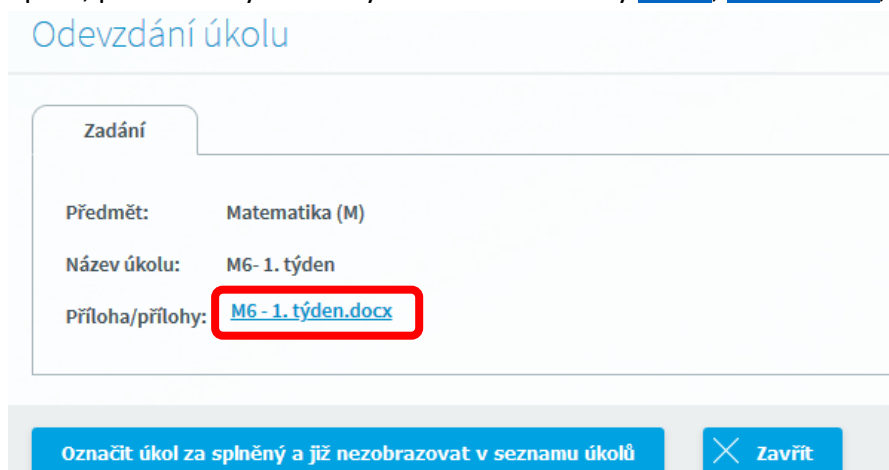 Odevzdání úkolu
Zadání
Předmět: Matematika (M)
Název úkolu: M6- 1. týden
Příloha/přílohy: M6 - 1. týden.docx
Označit úkol za splněný a již nezobrazovat v seznamu úkolů
Zavřít